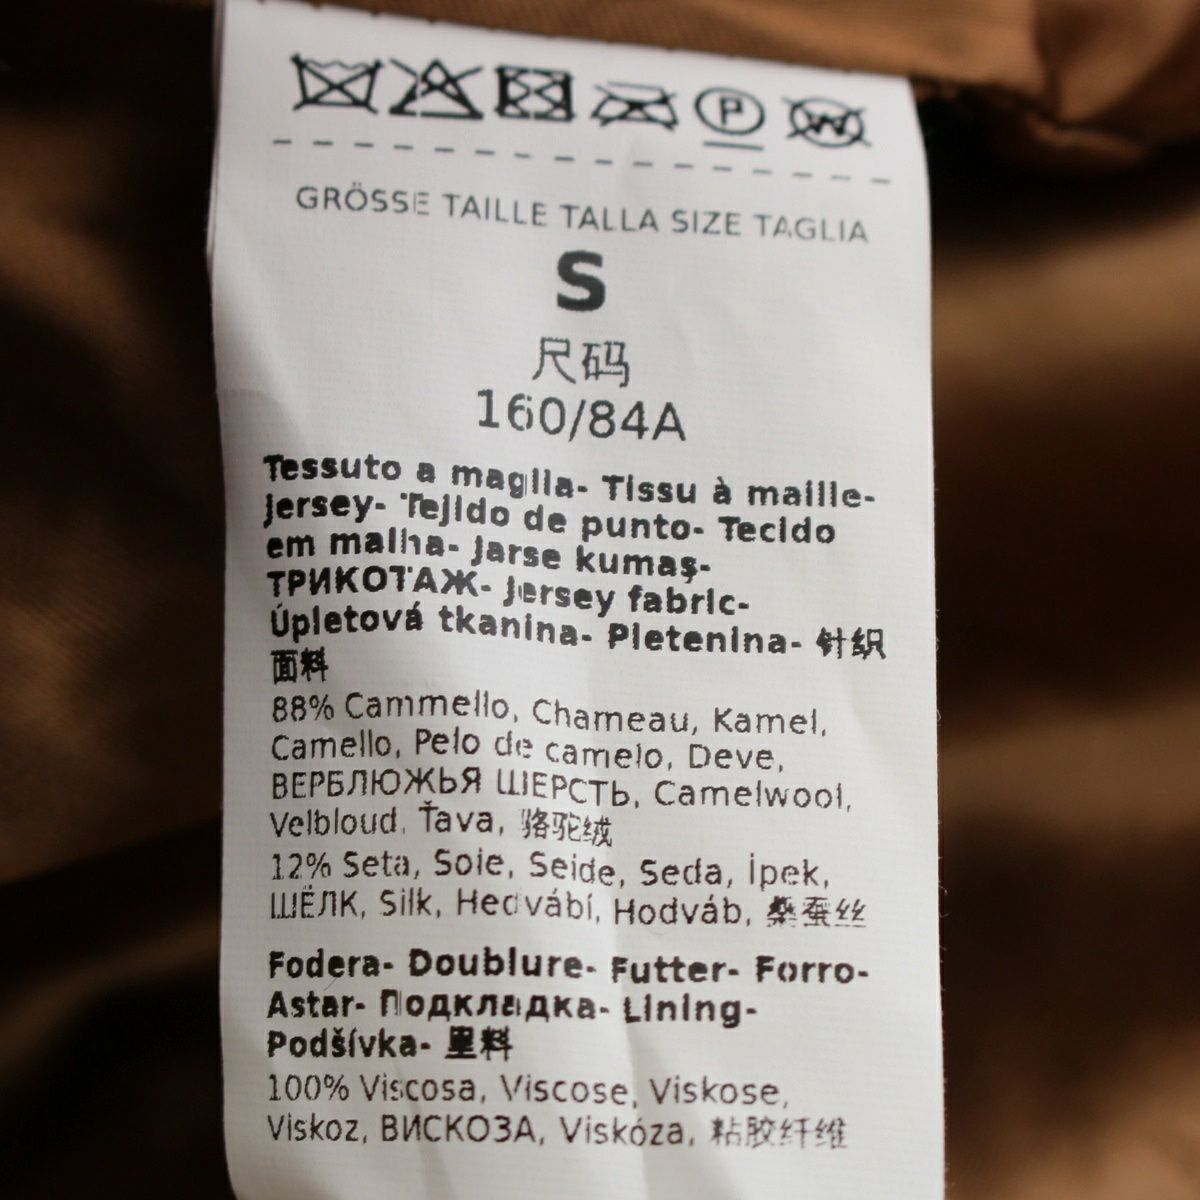 P W
GRÖSSE TAILLE TALLA SIZE TAGLIA
S
尺码
160/84A
Tessuto a maglia- Tissu à maille-
Jersey- Tejido de punto- Tecido
em malha- Jarse kumaş-
ТРИКОТАЖ- Jersey fabric-
Úpletová tkanina- Pletenina- 针织
面料
88% Cammello, Chameau, Kamel,
Camello, Pelo de camelo, Deve,
ВЕРБЛЮЖЬЯ ШЕРСТЬ, Camelwool,
Velbloud, Ťava, 骆驼绒
12% Seta, Soie, Seide, Seda, İpek,
ШЁЛК, Silk, Hedvábí, Hodváb, 桑蚕丝
Fodera- Doublure- Futter- Forro-
Astar- Подкладка- Lining-
Podšívka- 里料
100% Viscosa, Viscose, Viskose,
Viskoz, ВИСКОЗА, Viskóza, 粘胶纤维